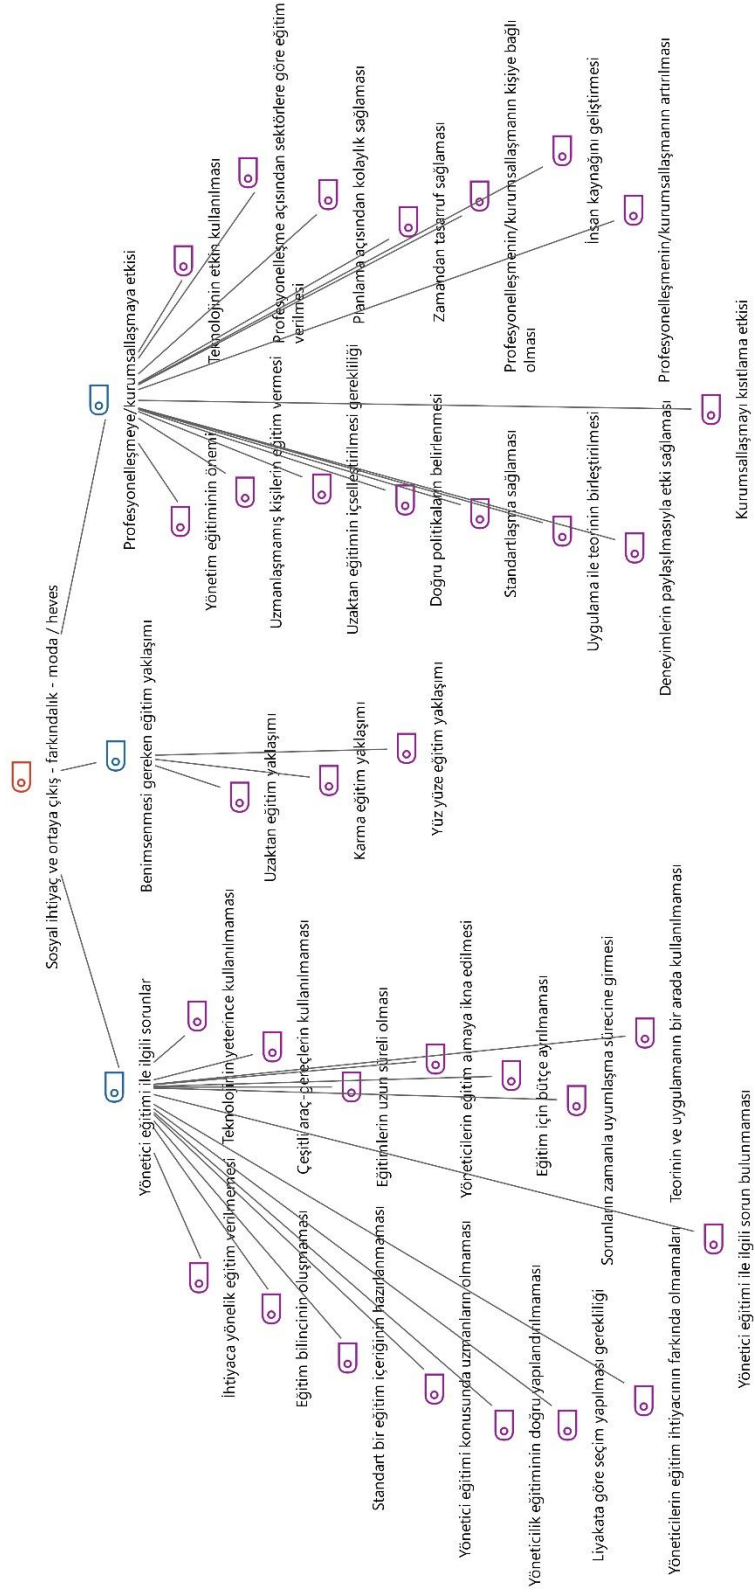 Sosyal ihtiyaç ve ortaya çıkış - farkındalık - moda / heves
Yönetici eğitimi ile ilgili sorunlar
İhtiyaca yönelik eğitim verilmemesi
Teknolojinin yeterince kullanılmaması
Eğitim bilincinin oluşmaması
Çeşitli araç-gereçlerin kullanılmaması
Standart bir eğitim içeriğinin hazırlanmaması
Eğitimlerin uzun süreli olması
Yönetici eğitimi konusunda uzmanların olmaması
Yöneticilerin eğitim almaya ikna edilmesi
Yöneticilik eğitiminin doğru yapılandırılmaması
Eğitim için bütçe ayrılmaması
Liyakata göre seçim yapılması gerekliliği
Sorunların zamanla uyumlaşma sürecine girmesi
Yöneticilerin eğitim ihtiyacının farkında olmamaları
Teorinin ve uygulamanın bir arada kullanılmaması
Yönetici eğitimi ile ilgili sorun bulunmaması
Benimsenmesi gereken eğitim yaklaşımı
Uzaktan eğitim yaklaşımı
Karma eğitim yaklaşımı
Yüz yüze eğitim yaklaşımı
Profesyonelleşmeye/kurumsallaşmaya etkisi
Yönetim eğitiminin önemi
Teknolojinin etkin kullanılması
Uzmanlaşmamış kişilerin eğitim vermesi
Profesyonelleşme açısından sektörlere göre eğitim
verilmesi
Uzaktan eğitimin içselleştirilmesi gerekliliği
Planlama açısından kolaylık sağlaması
Doğru politikaların belirlenmesi
Zamandan tasarruf sağlaması
Standartlaşma sağlaması
Profesyonelleşmenin/kurumsallaşmanın kişiye bağlı
olması
Uygulama ile teorinin birleştirilmesi
İnsan kaynağını geliştirmesi
Deneyimlerin paylaşılmasıyla etki sağlaması
Profesyonelleşmenin/kurumsallaşmanın artırılması
Kurumsallaşmayı kısıtlama etkisi